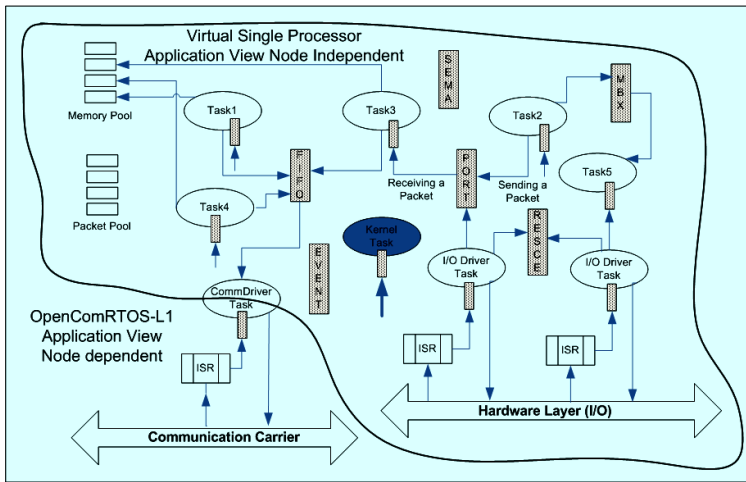 Virtual Single Processor
Application View Node Independent
Memory Pool
Task1
Task3
SEMA
Task2
MBX
FIFO
Receiving a
Packet
PORT
Sending a
Packet
Task5
Packet Pool
Task4
Kernel
Task
RESCE
EVENT
I/O Driver
Task
I/O Driver
Task
CommDriver
Task
OpenComRTOS-L1
Application View
Node dependent
ISR
ISR
ISR
Hardware Layer (I/O)
Communication Carrier